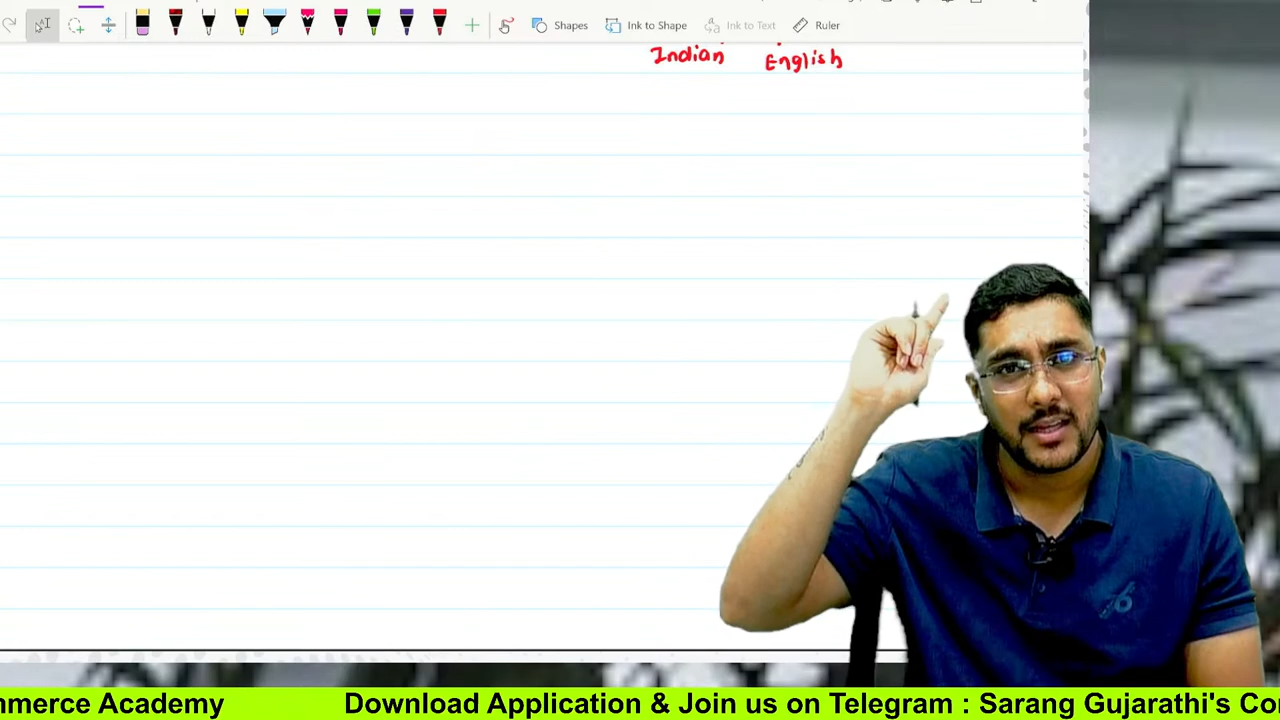 Shapes Ink to Shape Ink to Text Ruler
Indian English
mmerce Academy Download Application & Join us on Telegram : Sarang Gujarathi's Co